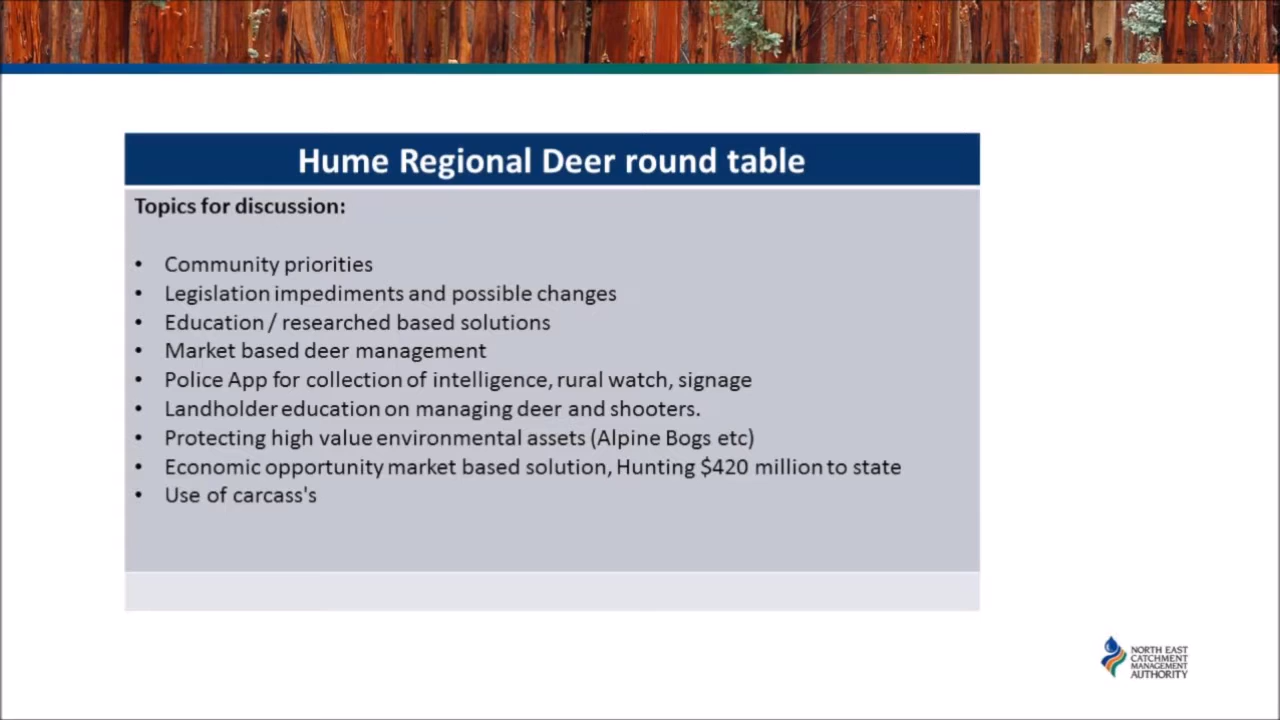 Hume Regional Deer round table
Topics for discussion:
• Community priorities
• Legislation impediments and possible changes
• Education / researched based solutions
• Market based deer management
• Police App for collection of intelligence, rural watch, signage
• Landholder education on managing deer and shooters.
• Protecting high value environmental assets (Alpine Bogs etc)
• Economic opportunity market based solution, Hunting $420 million to state
• Use of carcass's
NORTH EAST
CATCHMENT
MANAGEMENT
AUTHORITY